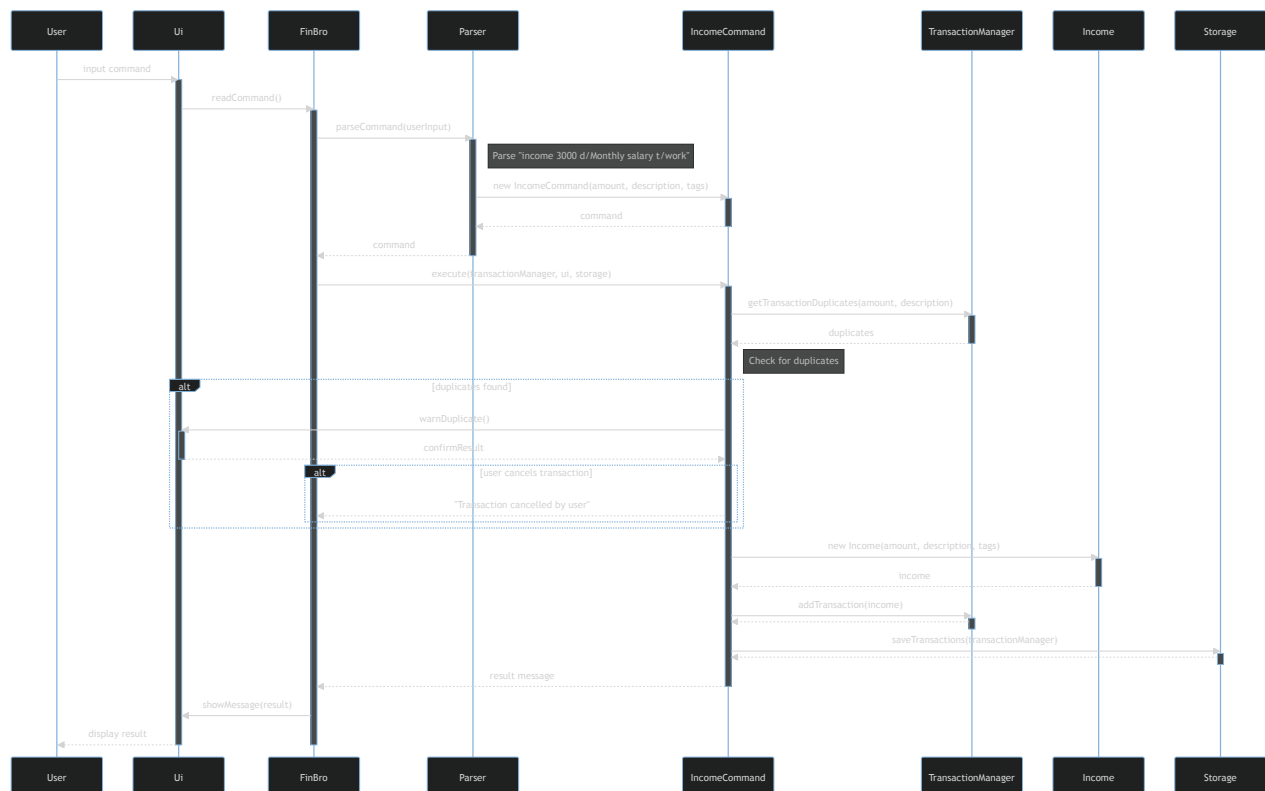 User
Ui
FinBro
Parser
IncomeCommand
TransactionManager
Income
Storage
input command
readCommand()
parseCommand(userInput)
Parse "income 3000 d/Monthly salary t/work"
new IncomeCommand(amount, description, tags)
command
command
execute(transactionManager, ui, storage)
getTransactionDuplicates(amount, description)
duplicates
Check for duplicates
alt
[duplicates found]
warnDuplicate()
confirmResult
alt
[user cancels transaction]
"Transaction cancelled by user"
new Income(amount, description, tags)
income
addTransaction(income)
saveTransactions(transactionManager)
result message
showMessage(result)
display result
User
Ui
FinBro
Parser
IncomeCommand
TransactionManager
Income
Storage